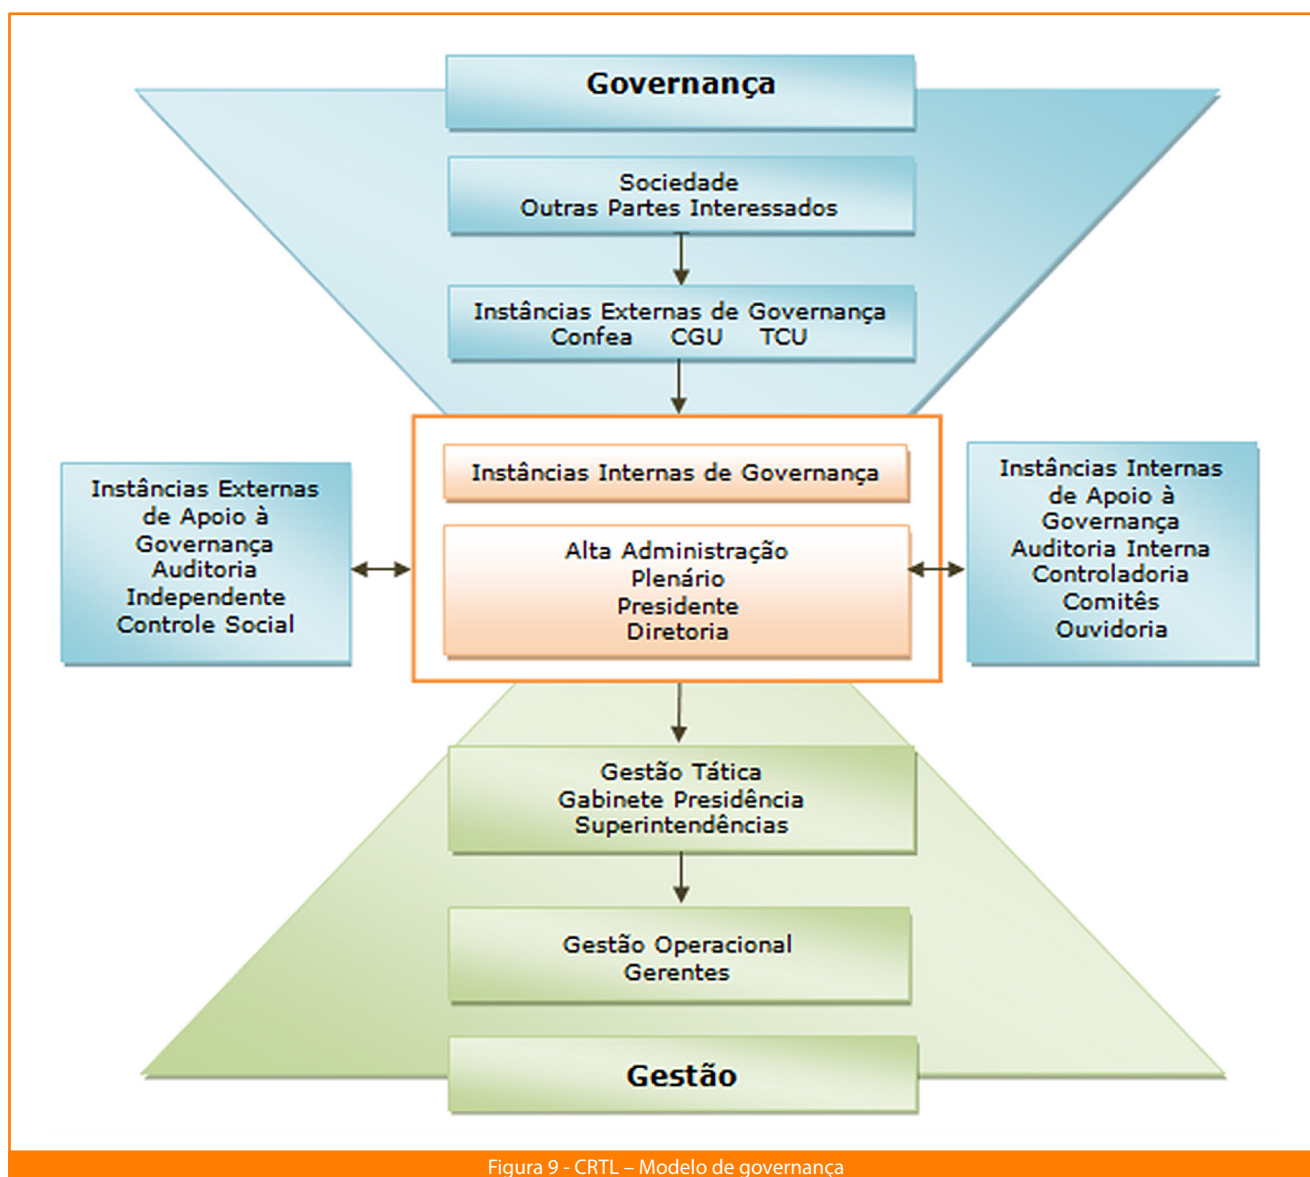 Governança
Sociedade
Outras Partes Interessados
Instâncias Externas de Governança
Confea CGU TCU
Instâncias Internas de Governança
Alta Administração
Plenário
Presidente
Diretoria
Instâncias Externas
de Apoio à
Governança
Auditoria
Independente
Controle Social
Instâncias Internas
de Apoio à
Governança
Auditoria Interna
Controladoria
Comitês
Ouvidoria
Gestão Tática
Gabinete Presidência
Superintendências
Gestão Operacional
Gerentes
Gestão
Figura 9 - CRTL – Modelo de governança